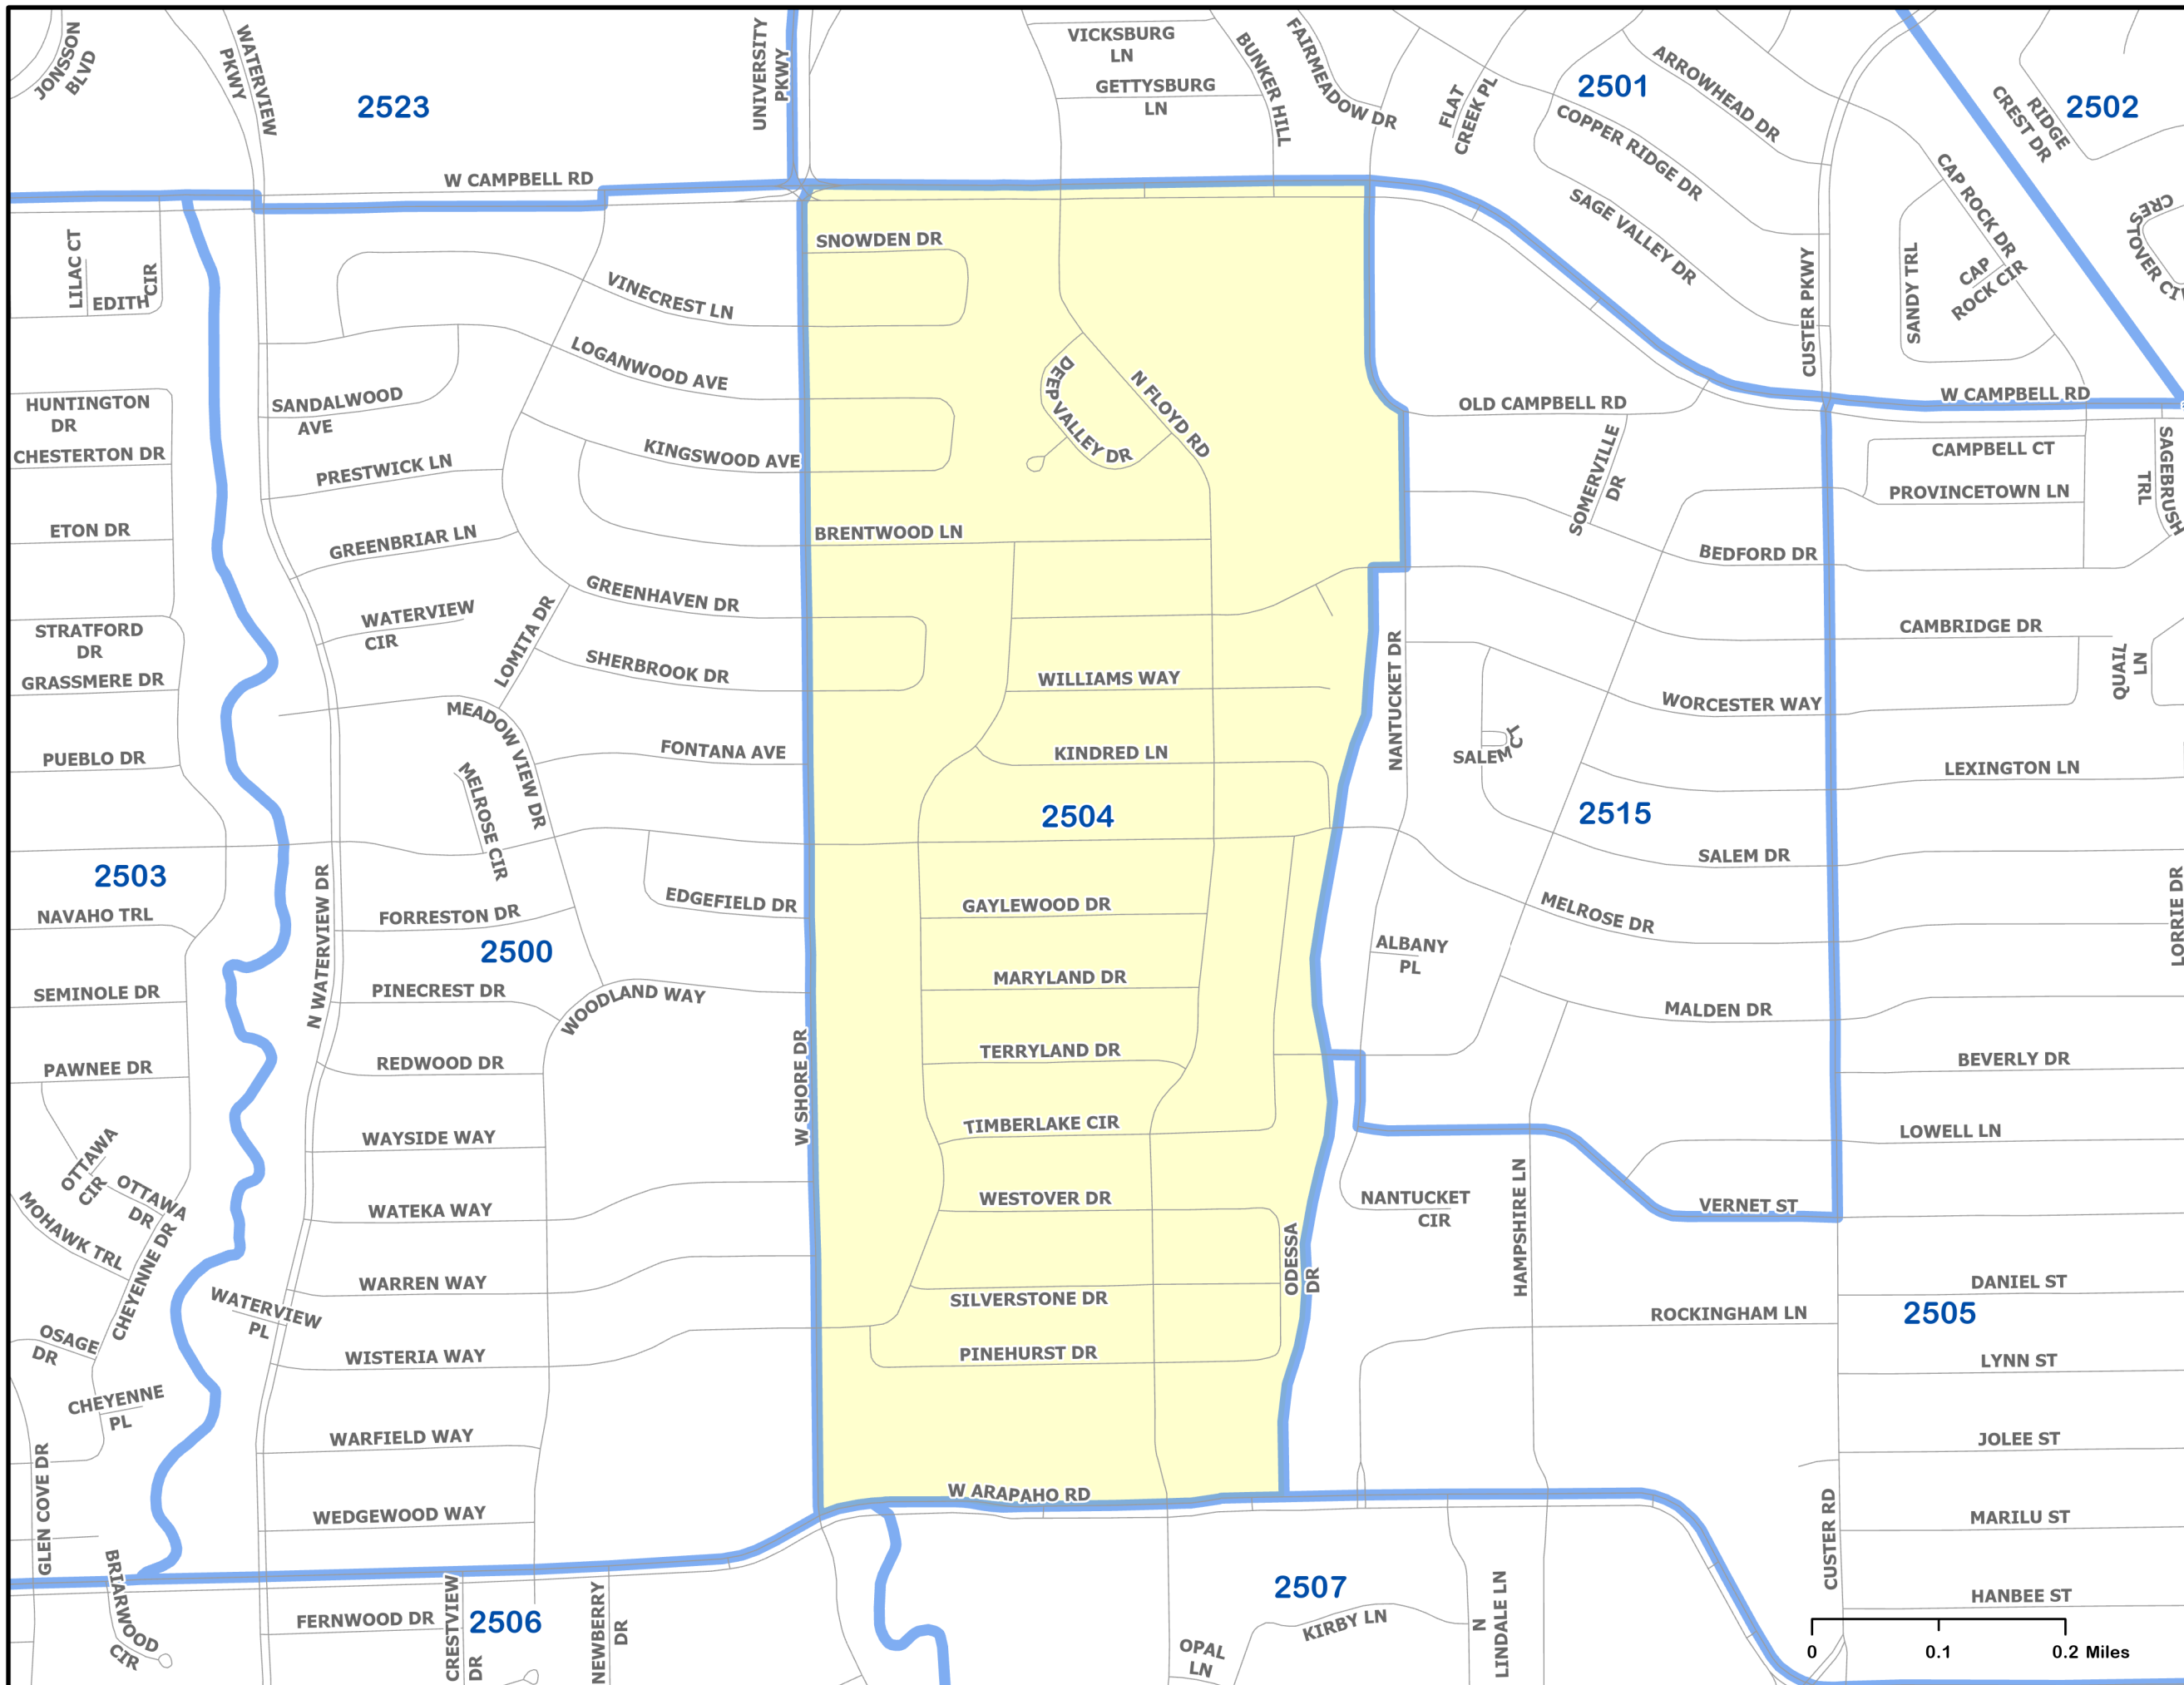 JONSSON
BLVD
WATERVIEW
PKWY
2523
UNIVERSITY
PKWY
VICKSBURG
LN
GETTYSBURG
LN
BUNKER HILL
FAIRMEADOW DR
FLAT
CREEK PL
2501
ARROWHEAD DR
COPPER RIDGE DR
SAGE VALLEY DR
RIDGE
CREST DR
2502
CAP ROCK DR
CAP
ROCK CIR
SANDY TRL
CUSTER PKWY
CRES
TOVER CI
W CAMPBELL RD
LILAC CT
EDITH
CIR
SNOWDEN DR
VINECREST LN
LOGANWOOD AVE
DEEP VALLEY DR
N FLOYD RD
OLD CAMPBELL RD
W CAMPBELL RD
HUNTINGTON
DR
SANDALWOOD
AVE
CHESTERTON DR
PRESTWICK LN
KINGSWOOD AVE
SOMERVILLE
DR
CAMPBELL CT
PROVINCETOWN LN
SAGEBRUSH
TRL
ETON DR
GREENBRIAR LN
BRENTWOOD LN
BEDFORD DR
GREENHAVEN DR
WATERVIEW
CIR
LOMITA DR
STRATFORD
DR
CAMBRIDGE DR
SHERBROOK DR
GRASSMERE DR
WILLIAMS WAY
NANTUCKET DR
QUAIL
LN
WORCESTER WAY
MEADOW VIEW DR
PUEBLO DR
FONTANA AVE
KINDRED LN
SALEM
CT
LEXINGTON LN
MELROSE CIR
2504
2515
2503
SALEM DR
NAVAHO TRL
FORRESTON DR
EDGEFIELD DR
GAYLEWOOD DR
MELROSE DR
LORRIE DR
N WATERVIEW DR
2500
ALBANY
PL
SEMINOLE DR
PINECREST DR
WOODLAND WAY
MARYLAND DR
MALDEN DR
PAWNEE DR
REDWOOD DR
W SHORE DR
TERRYLAND DR
BEVERLY DR
OTTAWA
CIR
WAYSIDE WAY
TIMBERLAKE CIR
LOWELL LN
OTTAWA
DR
MOHAWK TRL
CHEYENNE DR
WATEKA WAY
WESTOVER DR
NANTUCKET
CIR
HAMPSHIRE LN
VERNET ST
ODESSA
DR
WATERVIEW
PL
WARREN WAY
SILVERSTONE DR
DANIEL ST
ROCKINGHAM LN
2505
OSAGE
DR
WISTERIA WAY
PINEHURST DR
LYNN ST
CHEYENNE
PL
WARFIELD WAY
JOLEE ST
GLEN COVE DR
W ARAPAHO RD
WEDGEWOOD WAY
CUSTER RD
MARILU ST
BRIARWOOD
CIR
FERNWOOD DR
CRESTVIEW
DR
2506
NEWBERRY
DR
2507
OPAL
LN
KIRBY LN
N
LINDALE LN
HANBEE ST
0 0.1 0.2 Miles